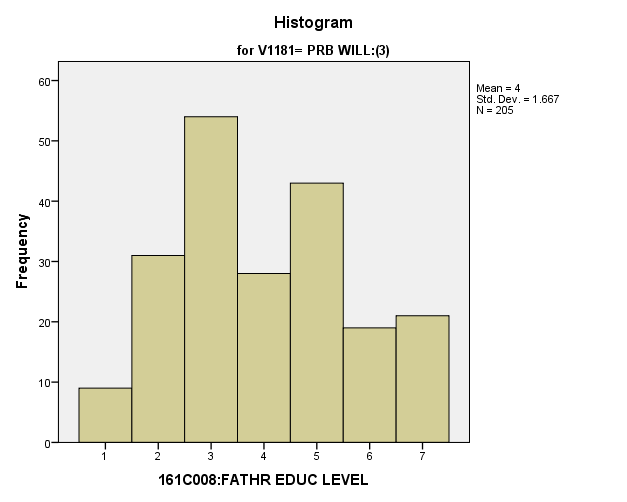 Histogram
for V1181= PRB WILL:(3)
Mean = 4
Std. Dev. = 1.667
N = 205
Frequency
60
50
40
30
20
10
0
1 2 3 4 5 6 7
161C008:FATHR EDUC LEVEL